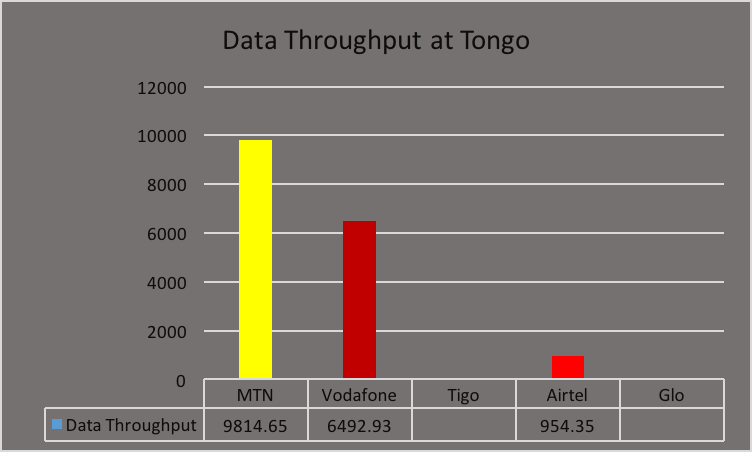 Data Throughput at Tongo
12000
10000
8000
6000
4000
2000
0
MTN Vodafone Tigo Airtel Glo
Data Throughput 9814.65 6492.93 954.35